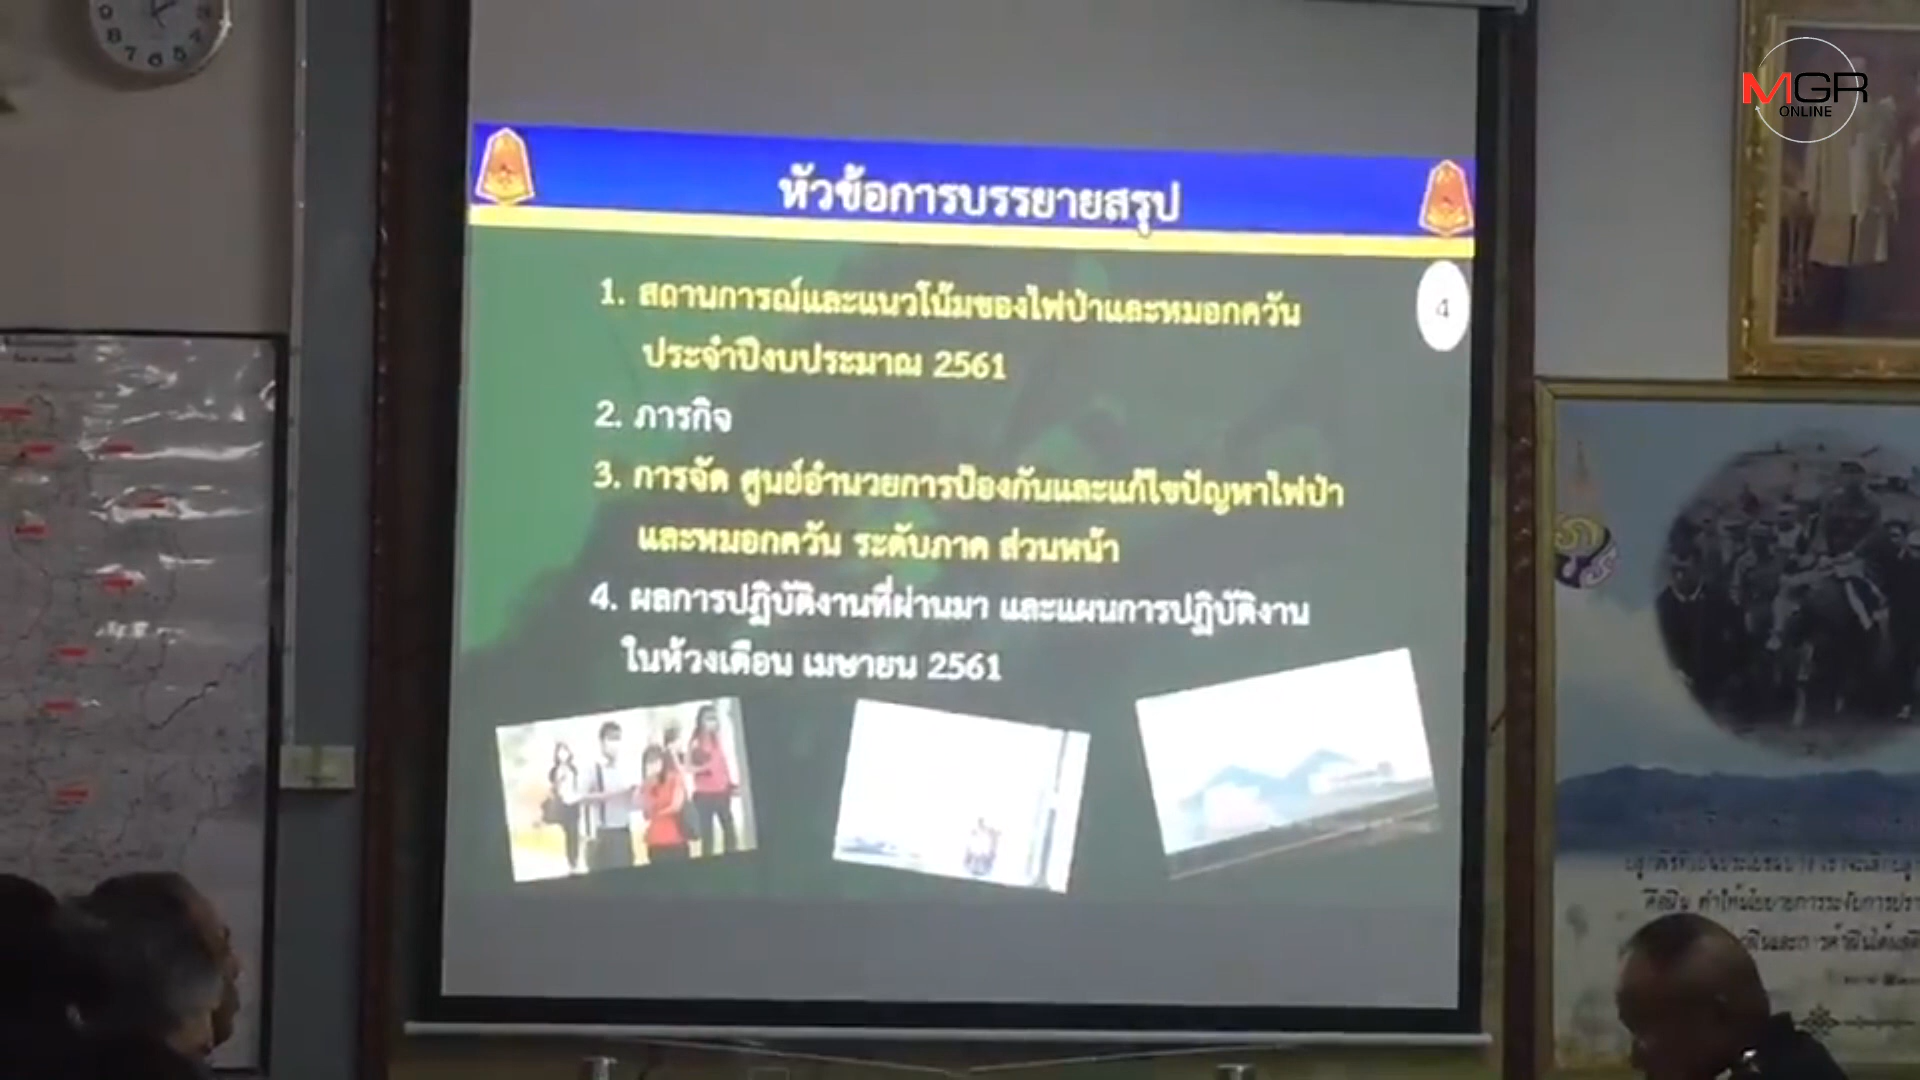 MGR
ONLINE
หัวข้อการบรรยายสรุป
4
1. สถานการณ์และแนวโน้มของไฟป่าและหมอกควัน
ประจำปีงบประมาณ 2561
2. ภารกิจ
3. การจัด ศูนย์อำนวยการป้องกันและแก้ไขปัญหาไฟป่า
และหมอกควัน ระดับภาค ส่วนหน้า
4. ผลการปฏิบัติงานที่ผ่านมา และแผนการปฏิบัติงาน
ในห้วงเดือน เมษายน 2561
8
7
6
5